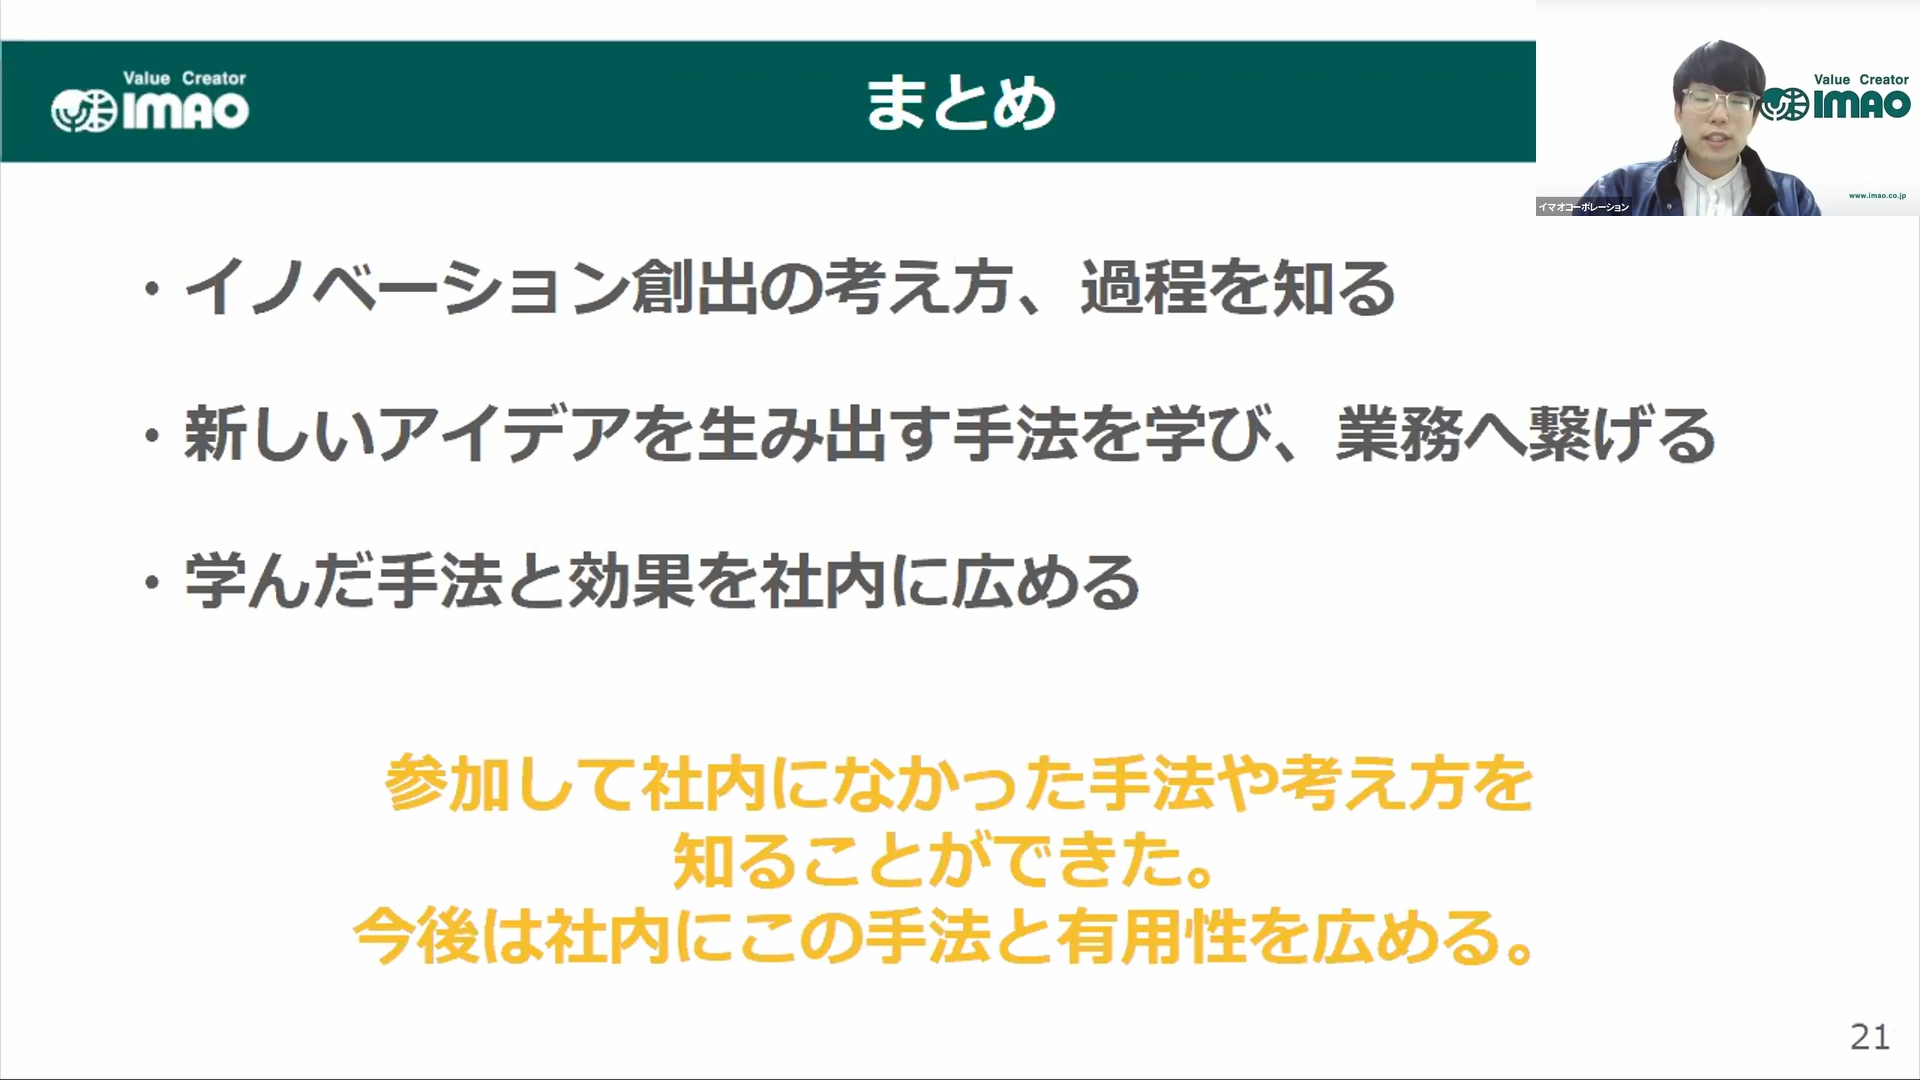 Value Creator
IMAO
まとめ
Value Creator
IMAO
www.imao.co.jp
イマオコーポレーション
・イノベーション創出の考え方、過程を知る
・新しいアイデアを生み出す手法を学び、業務へ繋げる
・学んだ手法と効果を社内に広める
参加して社内になかった手法や考え方を
知ることができた。
今後は社内にこの手法と有用性を広める。
21